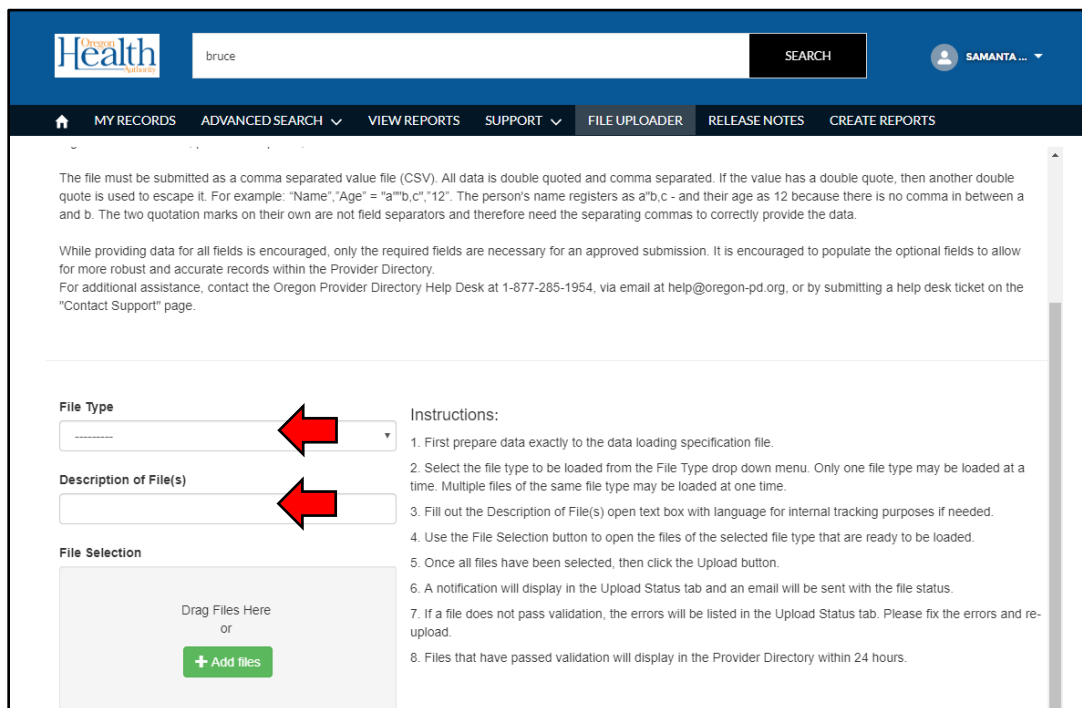 Oregon
Health
Authority
bruce
SEARCH
SAMANTA ...
MY RECORDS ADVANCED SEARCH VIEW REPORTS SUPPORT FILE UPLOADER RELEASE NOTES CREATE REPORTS
The file must be submitted as a comma separated value file (CSV). All data is double quoted and comma separated. If the value has a double quote, then another double
quote is used to escape it. For example: “Name”,”Age” = "a""b,c",”12”. The person's name registers as a"b,c - and their age as 12 because there is no comma in between a
and b. The two quotation marks on their own are not field separators and therefore need the separating commas to correctly provide the data.
While providing data for all fields is encouraged, only the required fields are necessary for an approved submission. It is encouraged to populate the optional fields to allow
for more robust and accurate records within the Provider Directory.
For additional assistance, contact the Oregon Provider Directory Help Desk at 1-877-285-1954, via email at help@oregon-pd.org, or by submitting a help desk ticket on the
"Contact Support" page.
File Type
---------
Description of File(s)
File Selection
Drag Files Here
or
+ Add files
Instructions:
1. First prepare data exactly to the data loading specification file.
2. Select the file type to be loaded from the File Type drop down menu. Only one file type may be loaded at a
time. Multiple files of the same file type may be loaded at one time.
3. Fill out the Description of File(s) open text box with language for internal tracking purposes if needed.
4. Use the File Selection button to open the files of the selected file type that are ready to be loaded.
5. Once all files have been selected, then click the Upload button.
6. A notification will display in the Upload Status tab and an email will be sent with the file status.
7. If a file does not pass validation, the errors will be listed in the Upload Status tab. Please fix the errors and re-
upload.
8. Files that have passed validation will display in the Provider Directory within 24 hours.